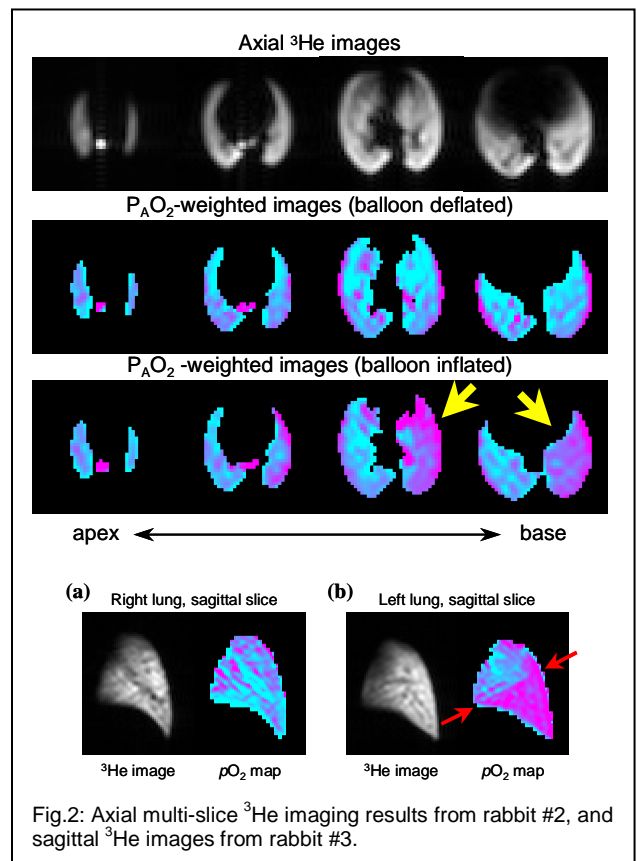 Axial ³He images
P_AO₂-weighted images (balloon deflated)
P_AO₂ -weighted images (balloon inflated)
apex base
(a) Right lung, sagittal slice (b) Left lung, sagittal slice
³He image pO₂ map ³He image pO₂ map
Fig.2: Axial multi-slice ³He imaging results from rabbit #2, and
sagittal ³He images from rabbit #3.